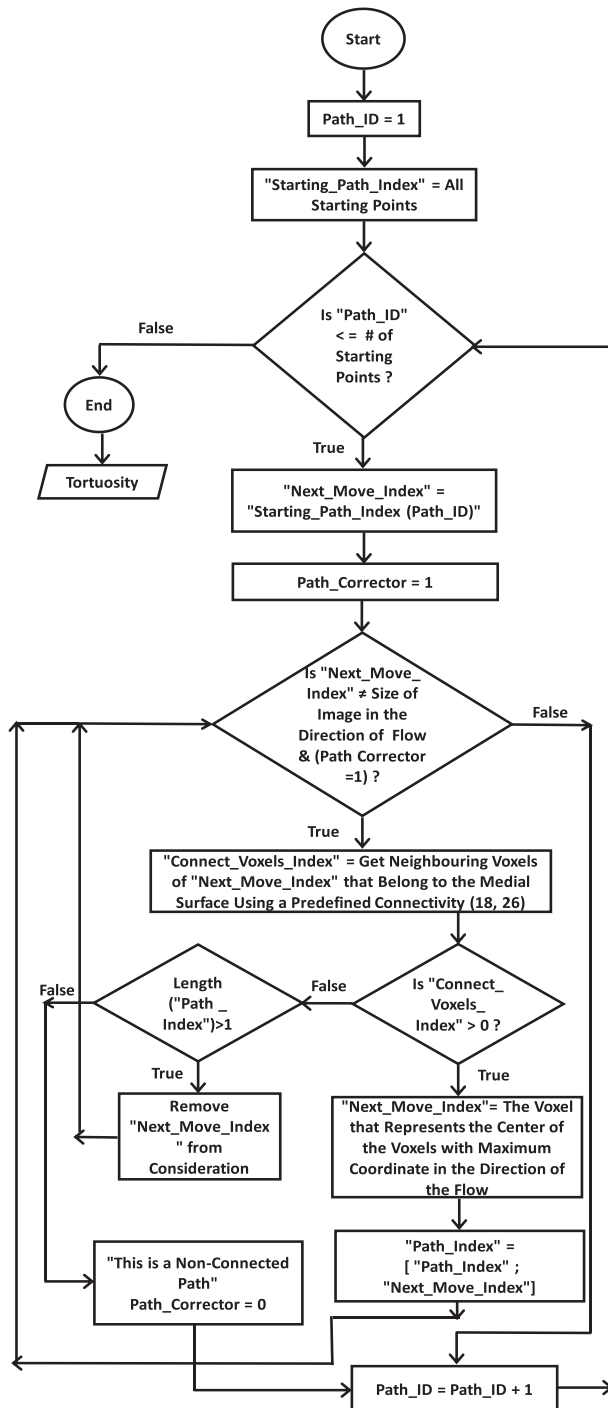 Start
Path_ID = 1
"Starting_Path_Index" = All
Starting Points
Is "Path_ID"
< = # of
Starting
Points ?
False
End
Tortuosity
True
"Next_Move_Index" =
"Starting_Path_Index (Path_ID)"
Path_Corrector = 1
Is "Next_Move_
Index" ≠ Size of
Image in the
Direction of Flow
& (Path Corrector
=1) ?
False
True
"Connect_Voxels_Index" = Get Neighbouring Voxels
of "Next_Move_Index" that Belong to the Medial
Surface Using a Predefined Connectivity (18, 26)
Is "Connect_
Voxels_
Index" > 0 ?
False
Length
("Path _
Index")>1
False
True
Remove
"Next_Move_Index
" from
Consideration
True
"Next_Move_Index"= The Voxel
that Represents the Center of
the Voxels with Maximum
Coordinate in the Direction of
the Flow
"Path_Index" =
[ "Path_Index" ;
"Next_Move_Index"]
"This is a Non-Connected
Path"
Path_Corrector = 0
Path_ID = Path_ID + 1